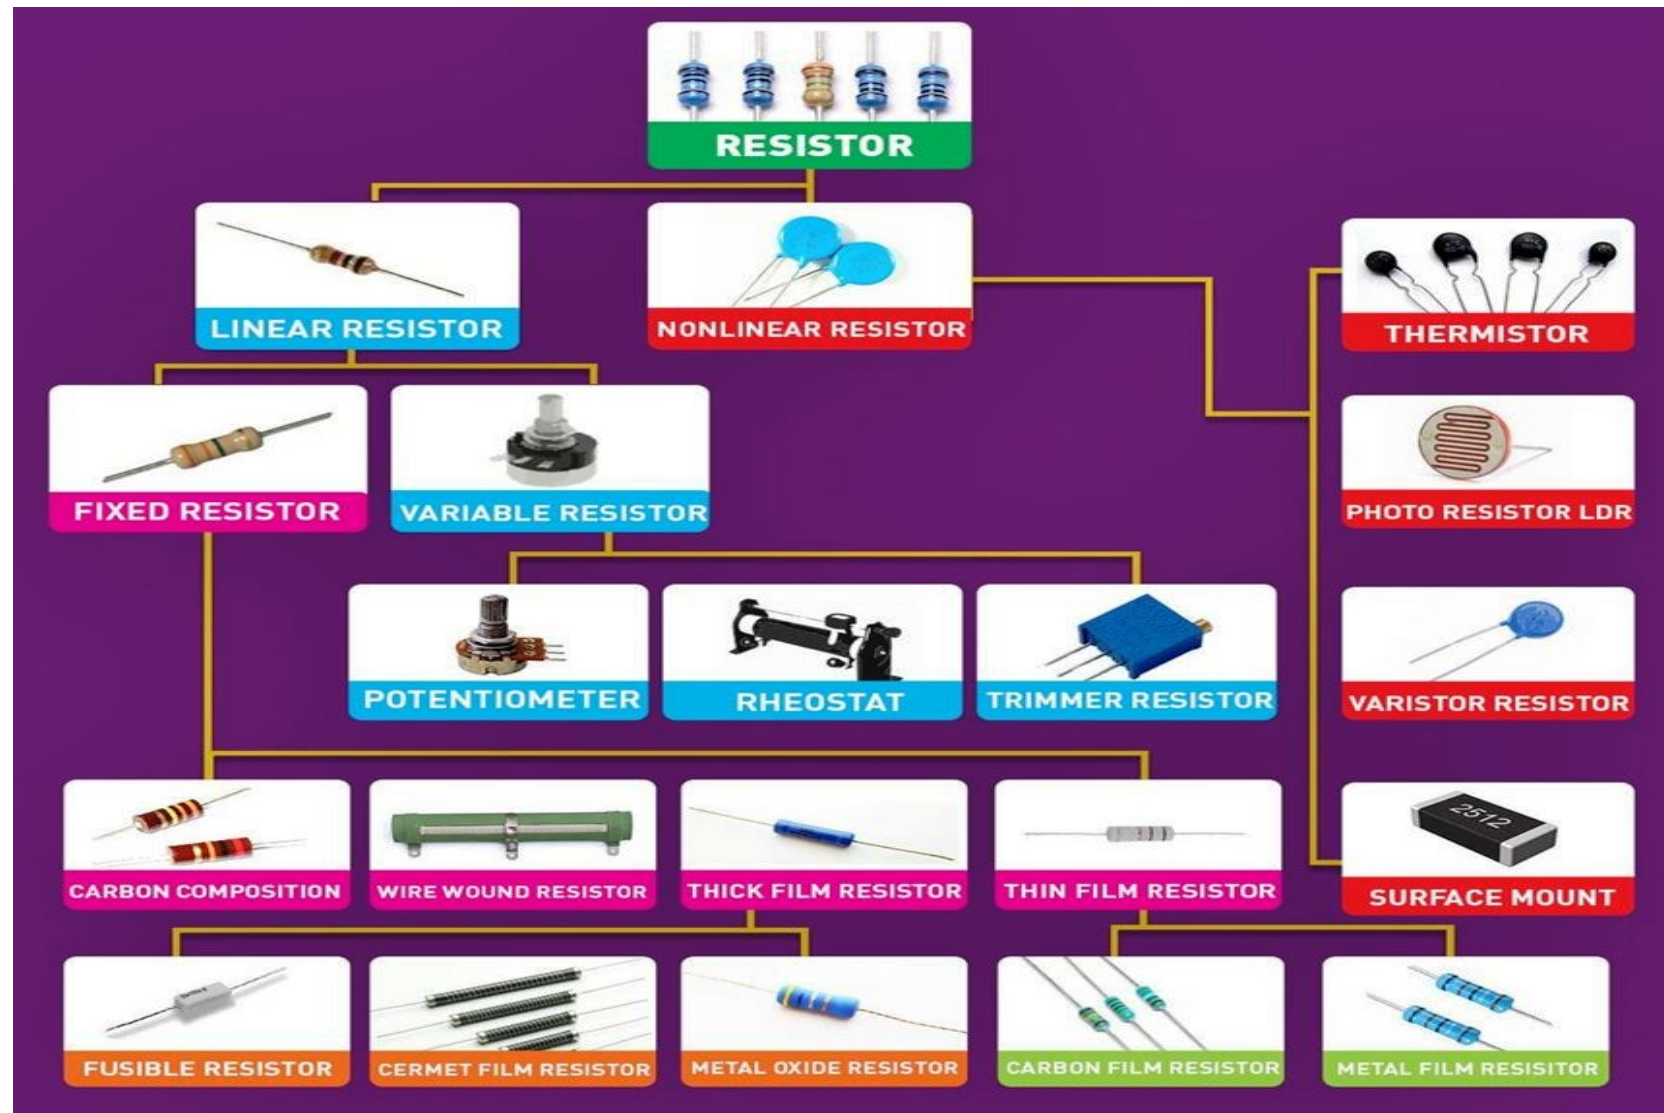 RESISTOR
LINEAR RESISTOR
NONLINEAR RESISTOR
THERMISTOR
FIXED RESISTOR
VARIABLE RESISTOR
PHOTO RESISTOR LDR
POTENTIOMETER
RHEOSTAT
TRIMMER RESISTOR
VARISTOR RESISTOR
2512
CARBON COMPOSITION
WIRE WOUND RESISTOR
THICK FILM RESISTOR
THIN FILM RESISTOR
SURFACE MOUNT
FUSIBLE RESISTOR
CERMET FILM RESISTOR
METAL OXIDE RESISTOR
CARBON FILM RESISTOR
METAL FILM RESISITOR